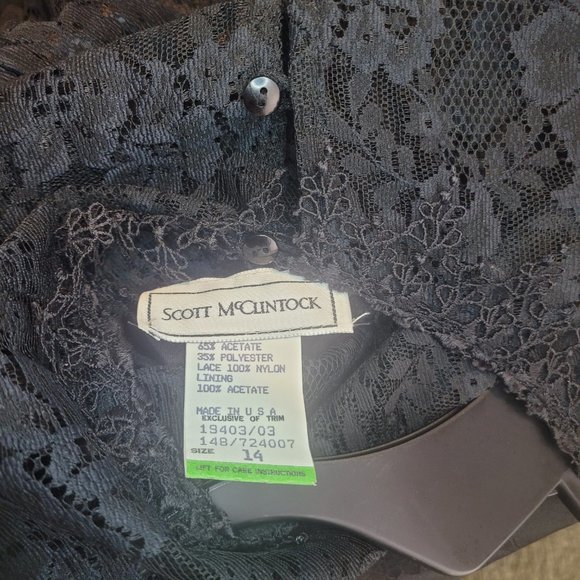 SCOTT McCLINTOCK
65% ACETATE
35% POLYESTER
LACE 100% NYLON
LINING
100% ACETATE
MADE IN U S A
EXCLUSIVE OF TRIM
19403/03
148/724007
SIZE 14
LIFT FOR CARE INSTRUCTIONS